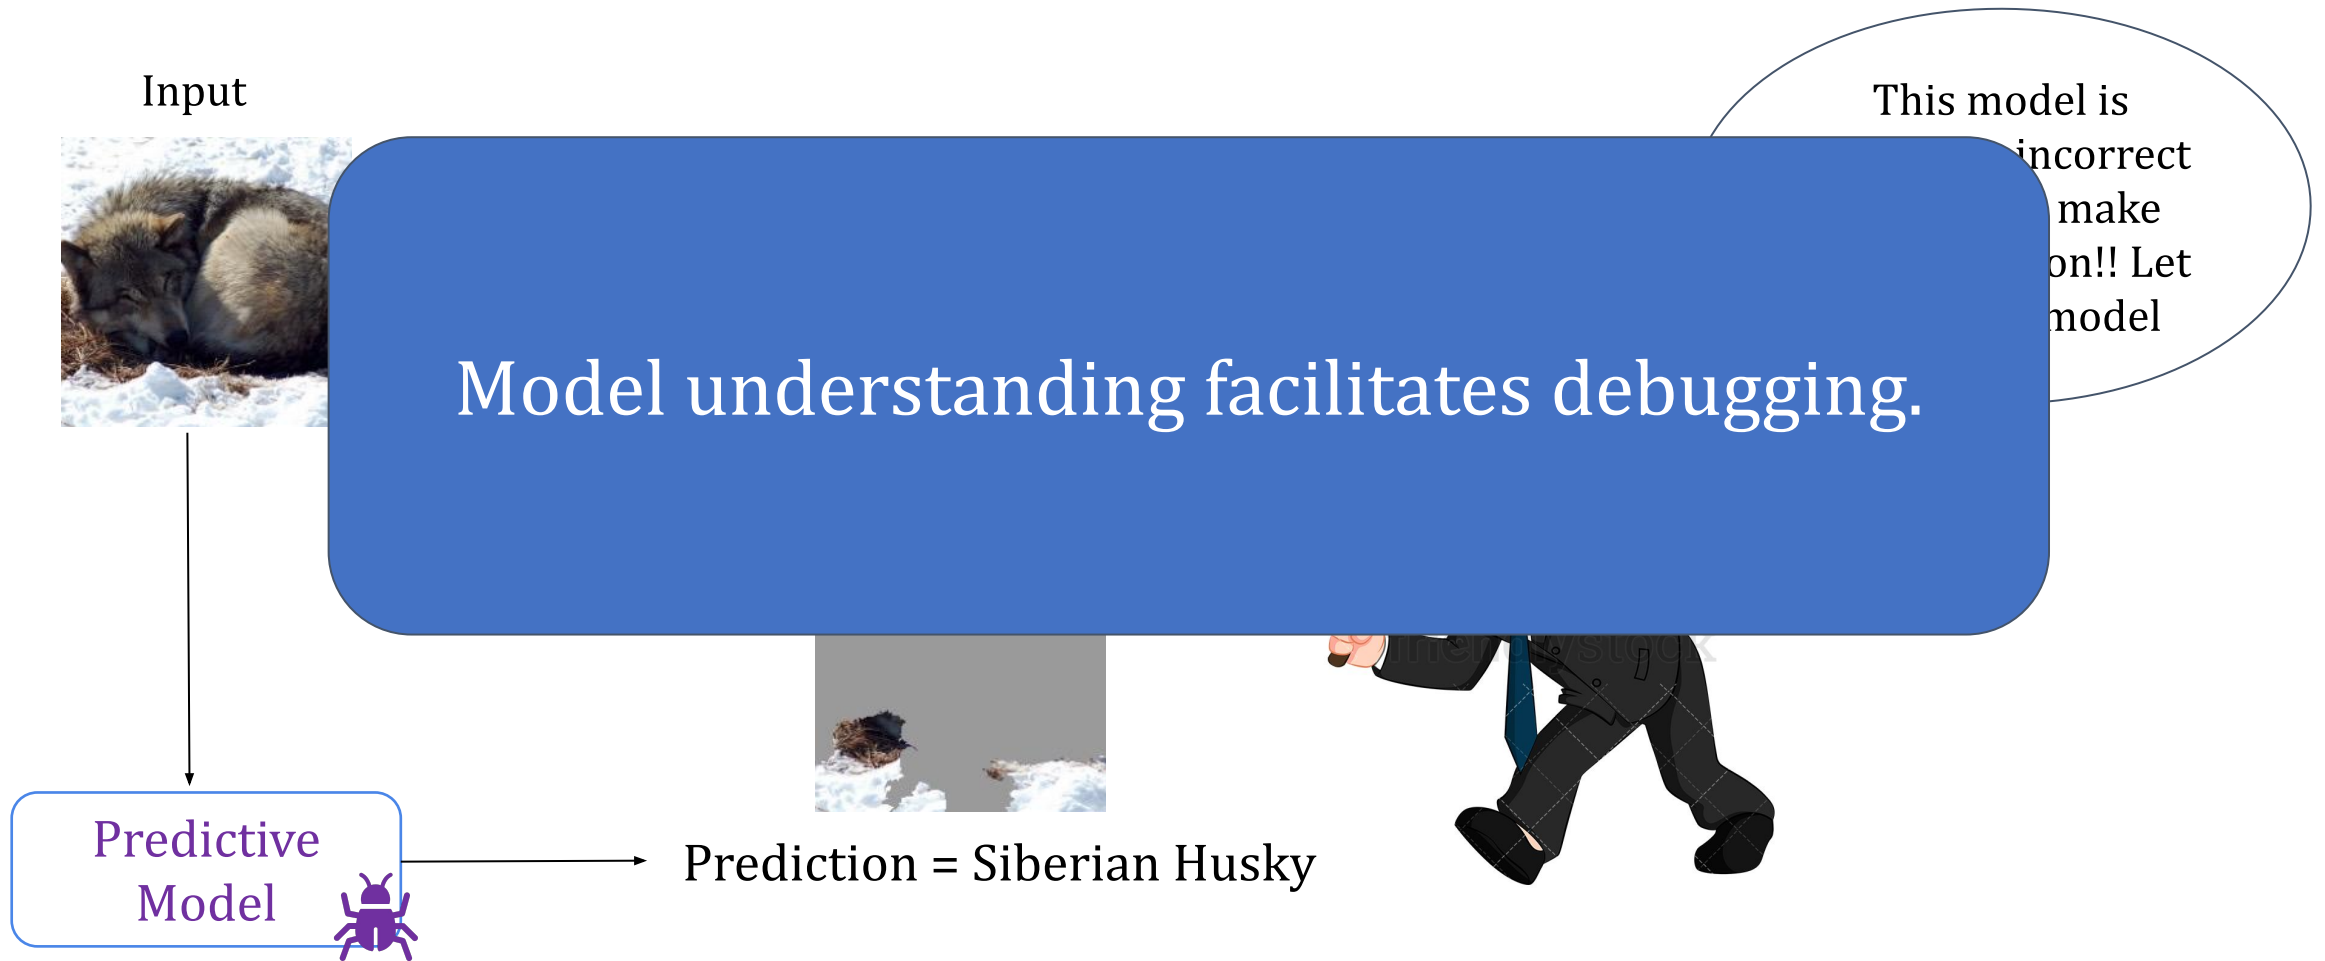 Input
This model is
incorrect
make
on!! Let
model
Model understanding facilitates debugging.
Predictive
Model
Prediction = Siberian Husky